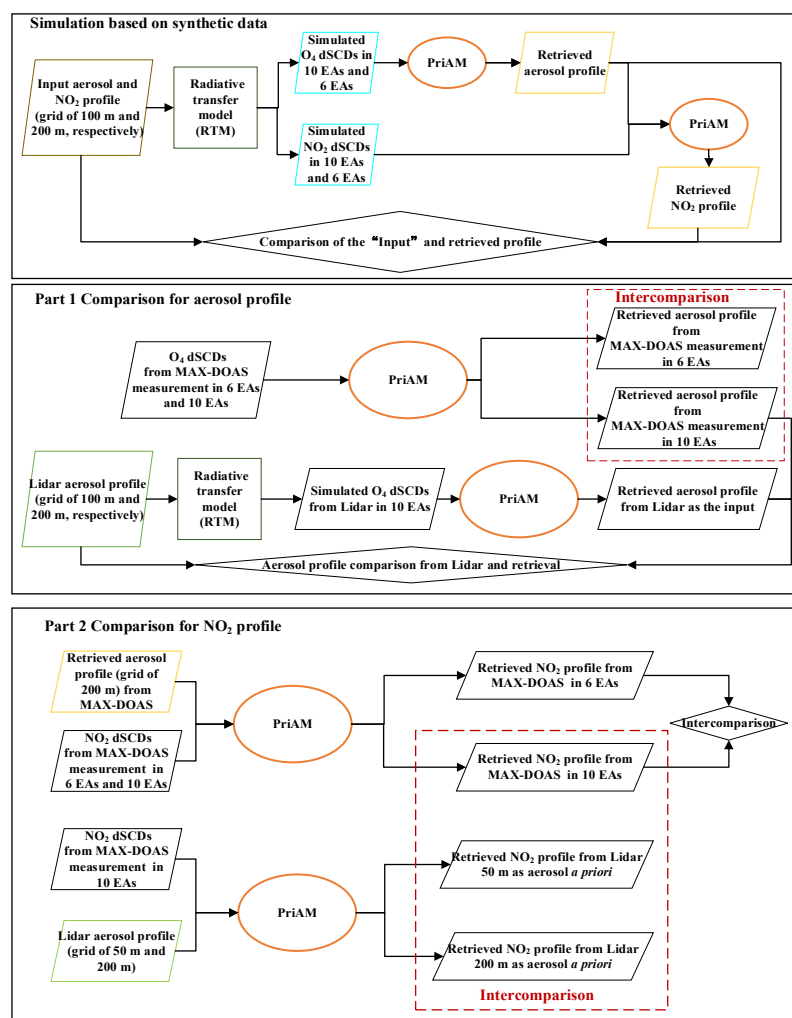 Simulation based on synthetic data
Simulated
O₄ dSCDs in
10 EAs and
6 EAs
PriAM
Retrieved
aerosol profile
Input aerosol and
NO₂ profile
(grid of 100 m and
200 m, respectively)
Radiative
transfer
model
(RTM)
Simulated
NO₂ dSCDs
in 10 EAs
and 6 EAs
PriAM
Retrieved
NO₂ profile
Comparison of the “Input” and retrieved profile
Part 1 Comparison for aerosol profile
Intercomparison
Retrieved aerosol profile
from
MAX-DOAS measurement
in 6 EAs
O₄ dSCDs
from MAX-DOAS
measurement in 6 EAs
and 10 EAs
PriAM
Retrieved aerosol profile
from
MAX-DOAS measurement
in 10 EAs
Lidar aerosol profile
(grid of 100 m and
200 m, respectively)
Radiative
transfer
model
(RTM)
Simulated O₄ dSCDs
from Lidar in 10 EAs
PriAM
Retrieved aerosol profile
from Lidar as the input
Aerosol profile comparison from Lidar and retrieval
Part 2 Comparison for NO₂ profile
Retrieved aerosol
profile (grid of
200 m) from
MAX-DOAS
NO₂ dSCDs
from MAX-DOAS
measurement in
6 EAs and 10 EAs
PriAM
Retrieved NO₂ profile from
MAX-DOAS in 6 EAs
Intercomparison
Retrieved NO₂ profile from
MAX-DOAS in 10 EAs
NO₂ dSCDs
from MAX-DOAS
measurement in
10 EAs
Lidar aerosol profile
(grid of 50 m and
200 m)
PriAM
Retrieved NO₂ profile from Lidar
50 m as aerosol a priori
Retrieved NO₂ profile from Lidar
200 m as aerosol a priori
Intercomparison